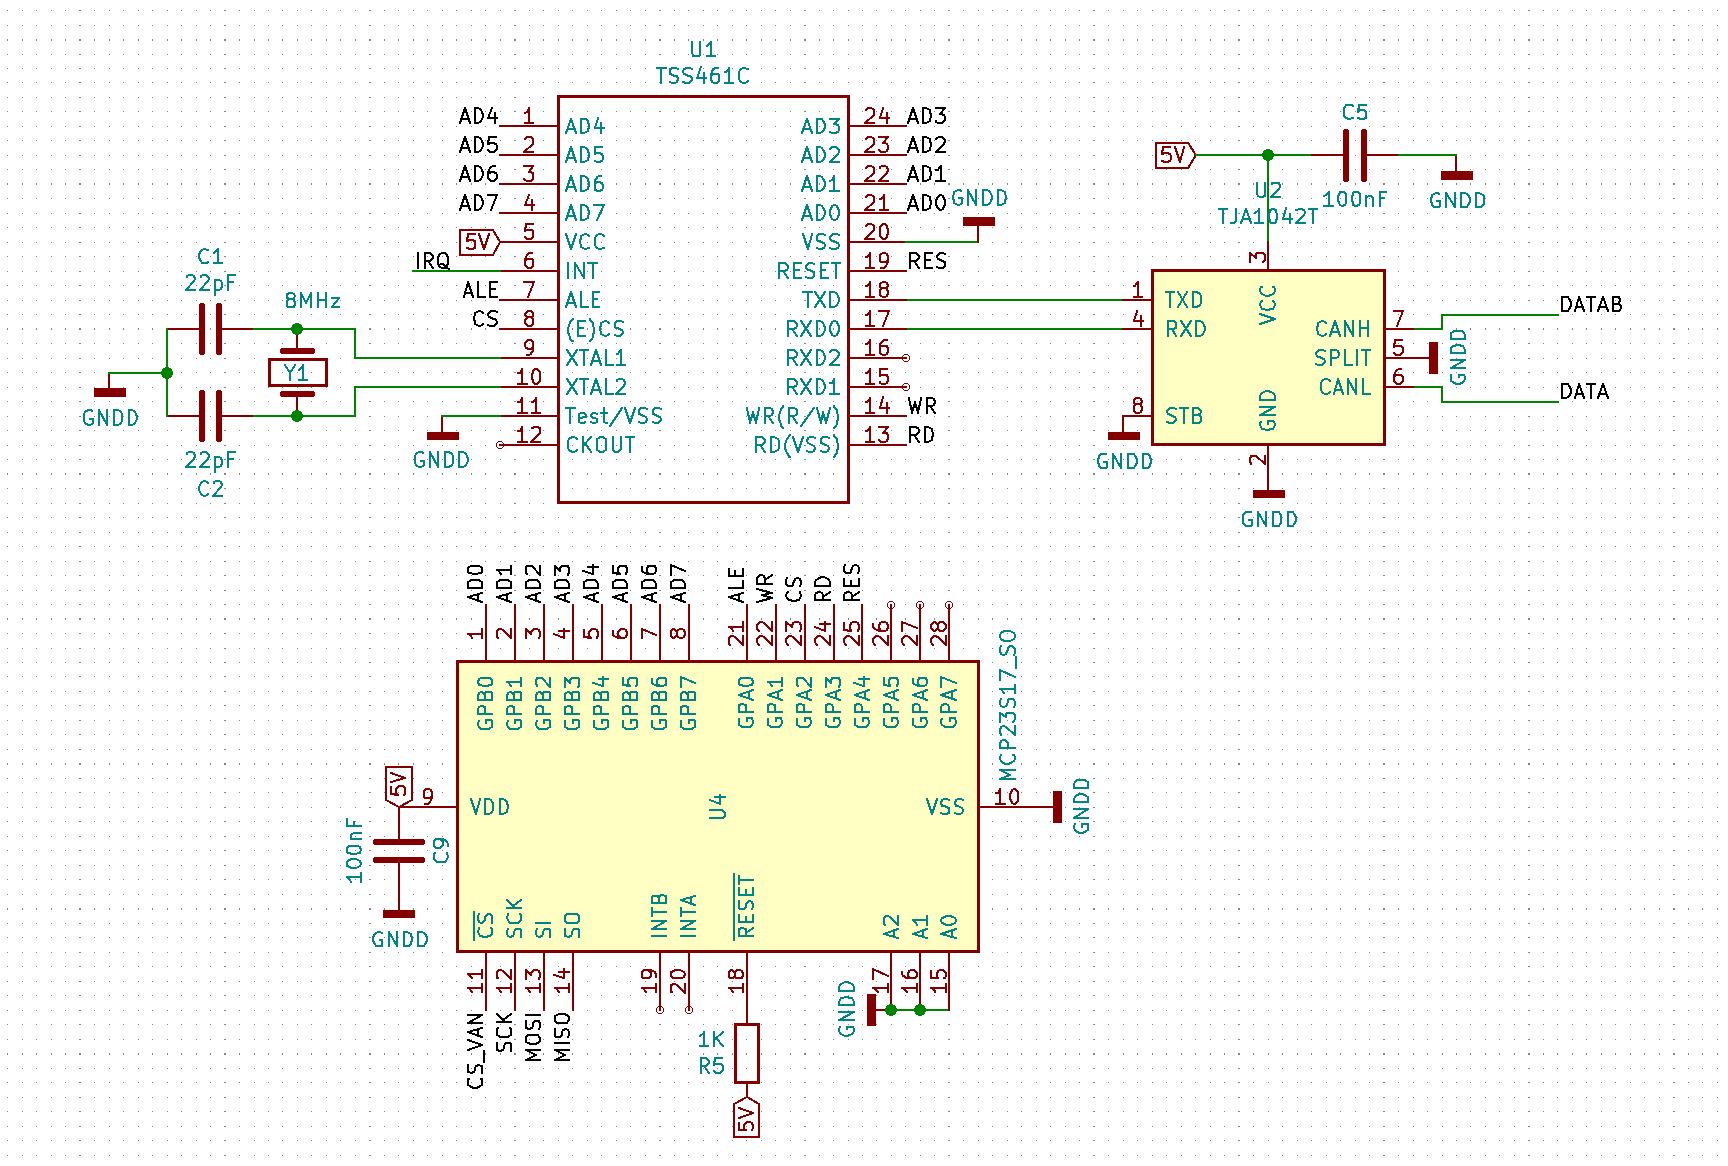 U1
TSS461C
AD4 1 AD4
AD5 2 AD5
AD6 3 AD6
AD7 4 AD7
5V 5 VCC
IRQ 6 INT
ALE 7 ALE
CS 8 (E)CS
9 XTAL1
10 XTAL2
11 Test/VSS
12 CKOUT
GNDD
AD3 24 AD3
AD2 23 AD2
AD1 22 AD1
AD0 21 AD0
VSS 20
GNDD
RESET 19 RES
TXD 18
RXD0 17
RXD2 16
RXD1 15
WR(R/W) 14 WR
RD(VSS) 13 RD
C1
22pF
8MHz
Y1
GNDD
22pF
C2
5V
C5
100nF
GNDD
U2
TJA1042T
3
VCC
1 TXD
4 RXD
8 STB
GNDD
GND
2
GNDD
CANH 7
SPLIT 5
CANL 6
GNDD
DATAB
DATA
AD0 AD1 AD2 AD3 AD4 AD5 AD6 AD7
1 2 3 4 5 6 7 8
GPB0 GPB1 GPB2 GPB3 GPB4 GPB5 GPB6 GPB7
ALE WR CS RD RES
21 22 23 24 25 26 27 28
GPA0 GPA1 GPA2 GPA3 GPA4 GPA5 GPA6 GPA7
MCP23S17_SO
U4
5V
9 VDD
100nF
C9
GNDD
VSS 10
GNDD
CS SCK SI SO
11 12 13 14
CS_VAN SCK MOSI MISO
INTB INTA
19 20
RESET
18
1K
R5
5V
A2 A1 A0
17 16 15
GNDD